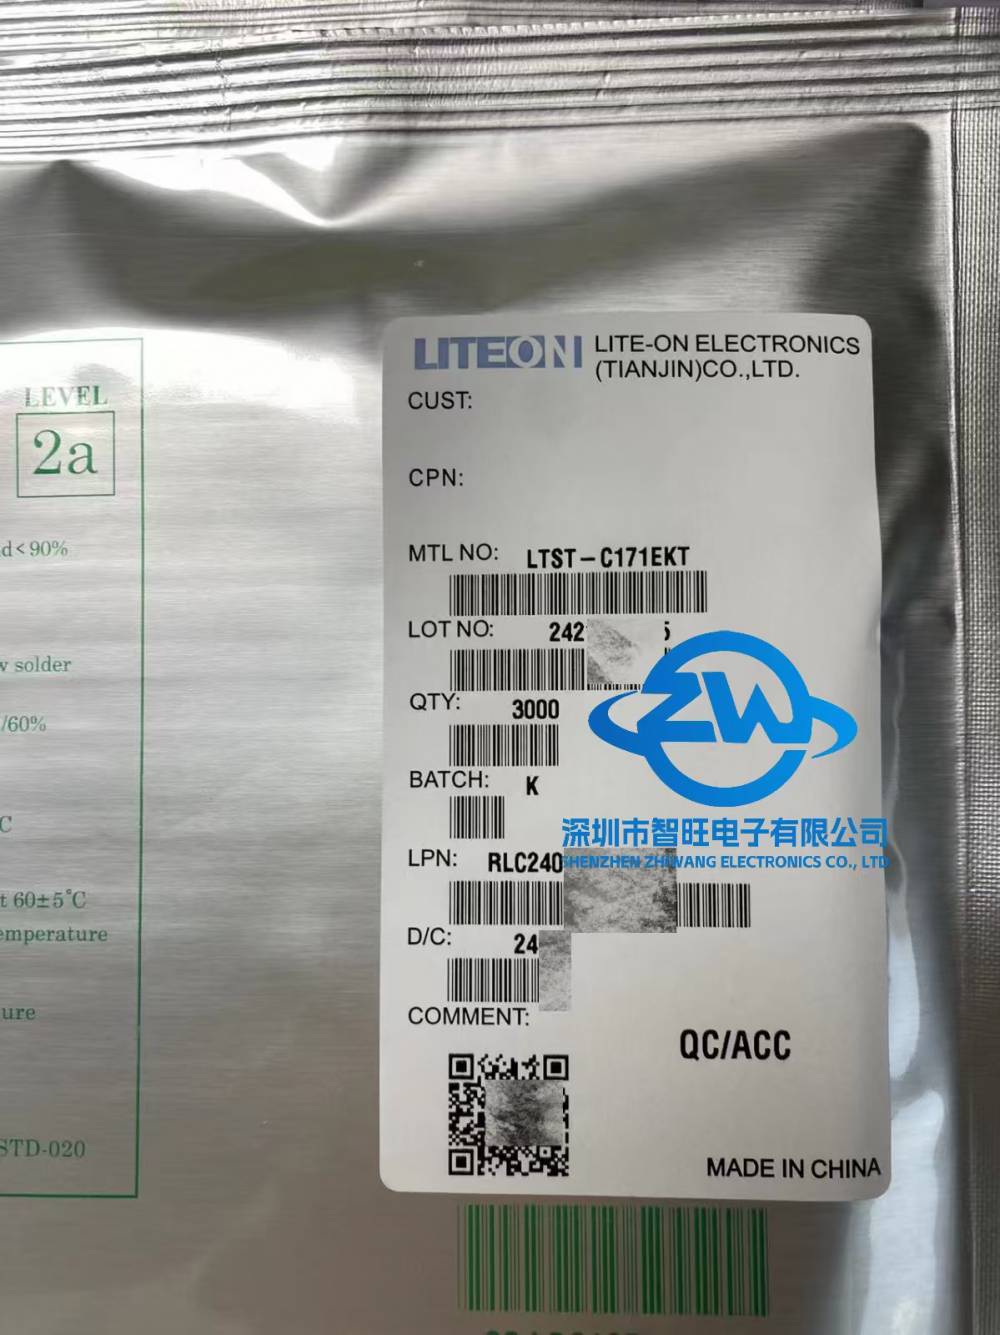 LEVEL
2a
d<90%
solder
/60%
C
t 60±5°C
emperature
ure
STD-020
LITEON
LITE-ON ELECTRONICS
(TIANJIN)CO.,LTD.
CUST:
CPN:
MTL NO: LTST-C171EKT
LOT NO: 242 5
QTY: 3000
BATCH: K
ZW
深圳市智旺电子有限公司
SHENZHEN ZHIWANG ELECTRONICS CO., LTD
LPN: RLC240
D/C: 24
COMMENT:
QC/ACC
MADE IN CHINA